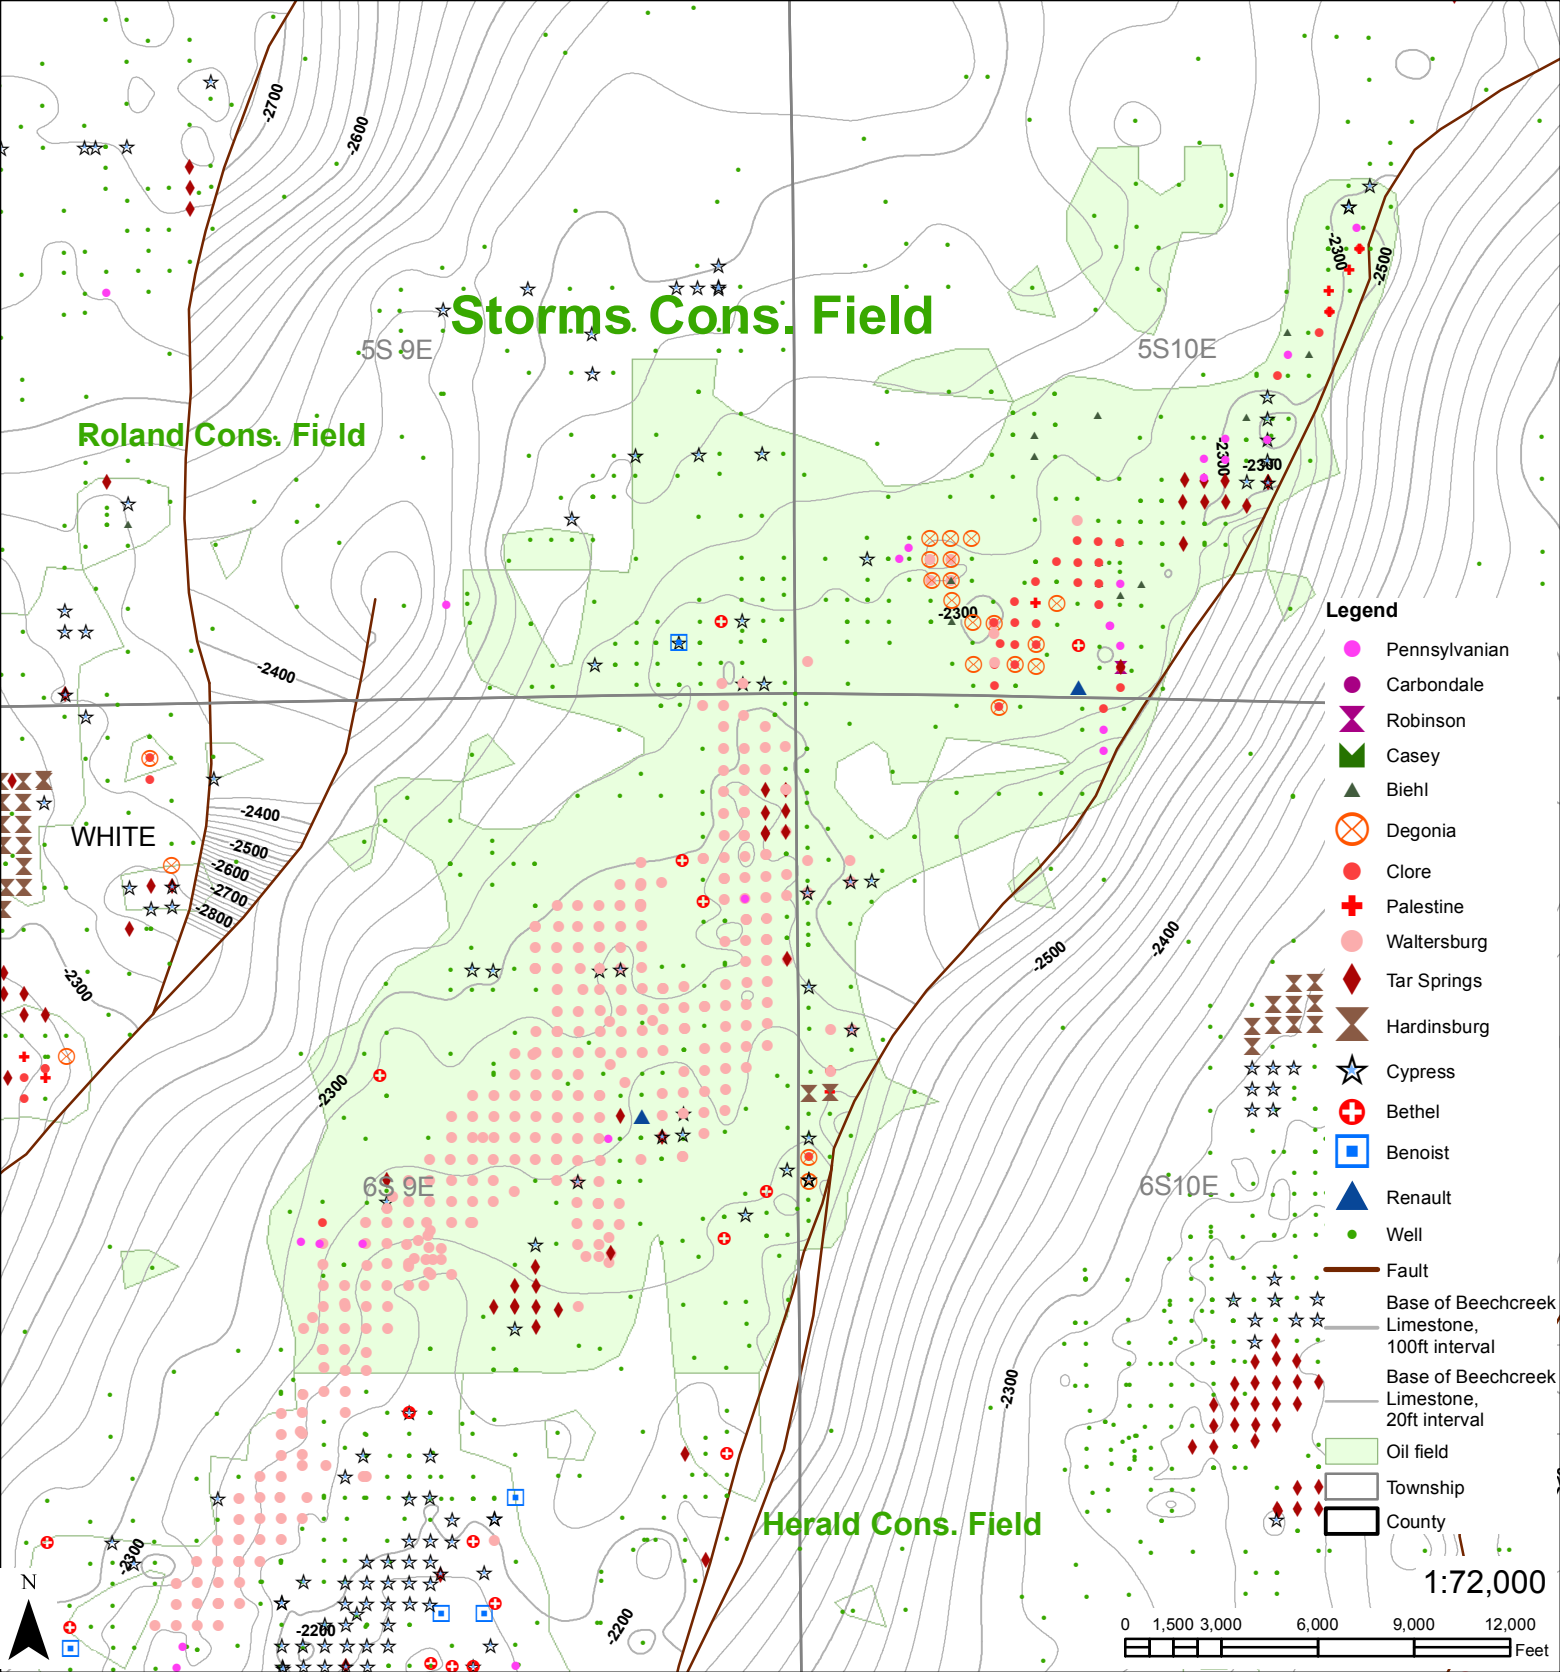 -2700
-2600
-2300
-2500
Storms Cons. Field
5S 9E
5S10E
Roland Cons. Field
-2300
-2300
-2300
-2400
-2400
-2500
-2600
-2700
-2800
WHITE
-2300
-2500
-2400
-2300
6S 9E
6S10E
-2300
Herald Cons. Field
-2300
-2200
-2200
N
Legend
Pennsylvanian
Carbondale
Robinson
Casey
Biehl
Degonia
Clore
Palestine
Waltersburg
Tar Springs
Hardinsburg
Cypress
Bethel
Benoist
Renault
Well
Fault
Base of Beechcreek
Limestone,
100ft interval
Base of Beechcreek
Limestone,
20ft interval
Oil field
Township
County
1:72,000
0 1,500 3,000 6,000 9,000 12,000
Feet